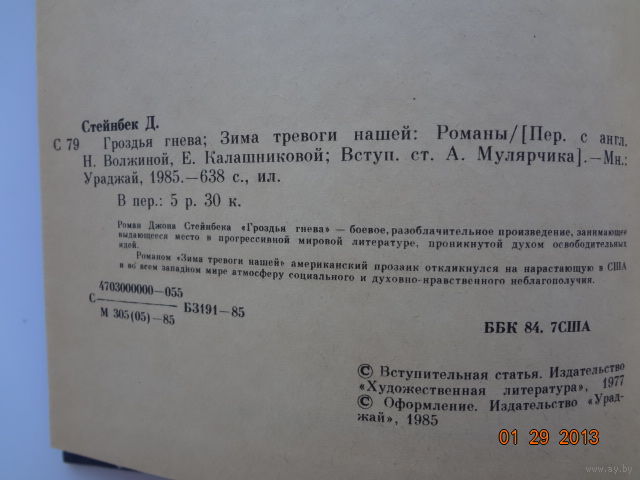 Стейнбек Д.
С 79 Гроздья гнева; Зима тревоги нашей: Романы/[Пер. с англ.
Н. Волжиной, Е. Калашниковой; Вступ. ст. А. Мулярчика].—Мн.:
Ураджай, 1985.—638 с., ил.
В пер.: 5 р. 30 к.
Роман Джона Стейнбека «Гроздья гнева» — боевое, разоблачительное произведение, занимающее
выдающееся место в прогрессивной мировой литературе, проникнутой духом освободительных
идей.
Романом «Зима тревоги нашей» американский прозаик откликнулся на нарастающую в США
и во всем западном мире атмосферу социального и духовно-нравственного неблагополучия.
С 4703000000—055
М 305(05)—85 Б3191—85
ББК 84. 7США
© Вступительная статья. Издательство
«Художественная литература», 1977
© Оформление. Издательство «Урад-
жай», 1985
01 29 2013
www.ay.by